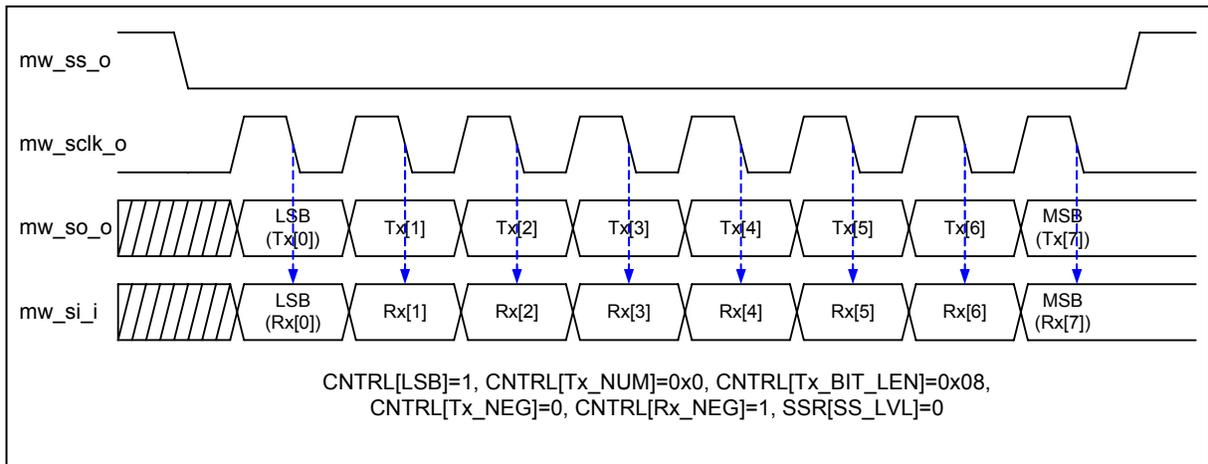 mw_ss_o
mw_sclk_o
mw_so_o
LSB
(Tx[0])
Tx[1]
Tx[2]
Tx[3]
Tx[4]
Tx[5]
Tx[6]
MSB
(Tx[7])
mw_si_i
LSB
(Rx[0])
Rx[1]
Rx[2]
Rx[3]
Rx[4]
Rx[5]
Rx[6]
MSB
(Rx[7])
CNTRL[LSB]=1, CNTRL[Tx_NUM]=0x0, CNTRL[Tx_BIT_LEN]=0x08,
CNTRL[Tx_NEG]=0, CNTRL[Rx_NEG]=1, SSR[SS_LVL]=0